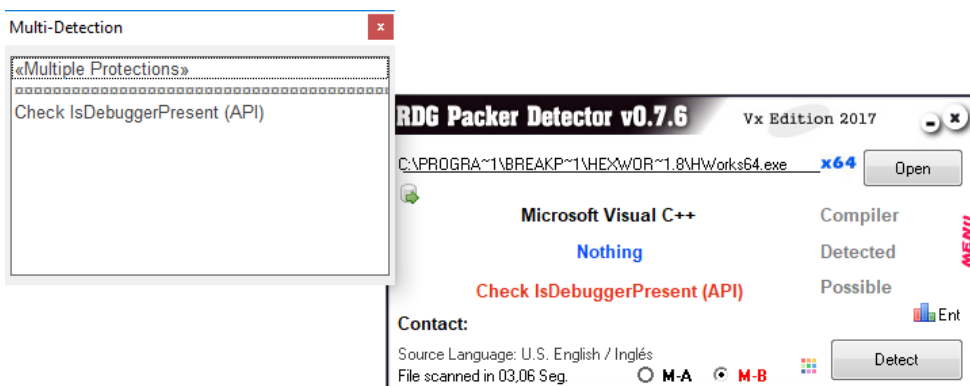 Multi-Detection
x
«Multiple Protections»
¤¤¤¤¤¤¤¤¤¤¤¤¤¤¤¤¤¤¤¤¤¤¤¤¤¤¤¤¤¤¤¤¤¤¤¤¤¤¤¤
Check IsDebuggerPresent (API)
RDG Packer Detector v0.7.6 Vx Edition 2017
C:\PROGRA~1\BREAKP~1\HEXWOR~1.8\HWorks64.exe x64 Open
Microsoft Visual C++ Compiler
Nothing Detected
MENU
Check IsDebuggerPresent (API) Possible
Ent
Contact:
Source Language: U.S. English / Inglés
File scanned in 03,06 Seg. M-A M-B Detect